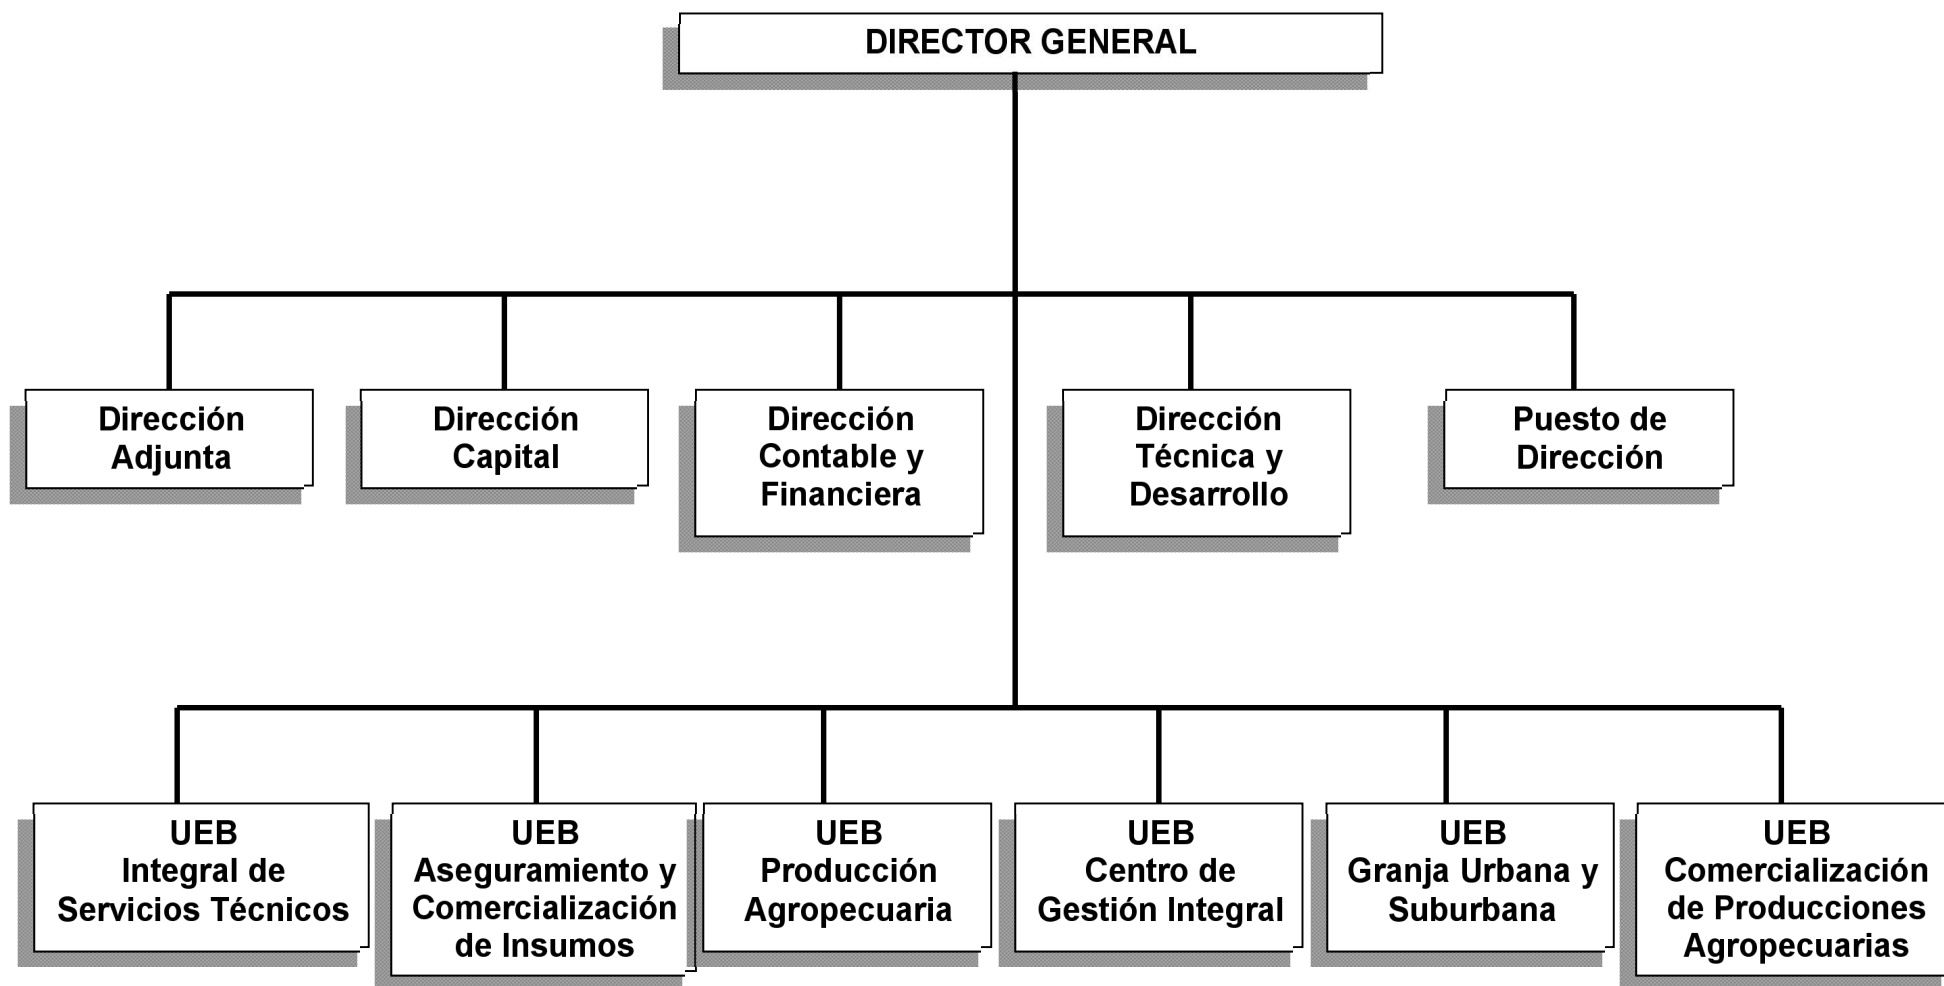 DIRECTOR GENERAL
Dirección
Adjunta
Dirección
Capital
Dirección
Contable y
Financiera
Dirección
Técnica y
Desarrollo
Puesto de
Dirección
UEB
Integral de
Servicios Técnicos
UEB
Aseguramiento y
Comercialización
de Insumos
UEB
Producción
Agropecuaria
UEB
Centro de
Gestión Integral
UEB
Granja Urbana y
Suburbana
UEB
Comercialización
de Producciones
Agropecuarias